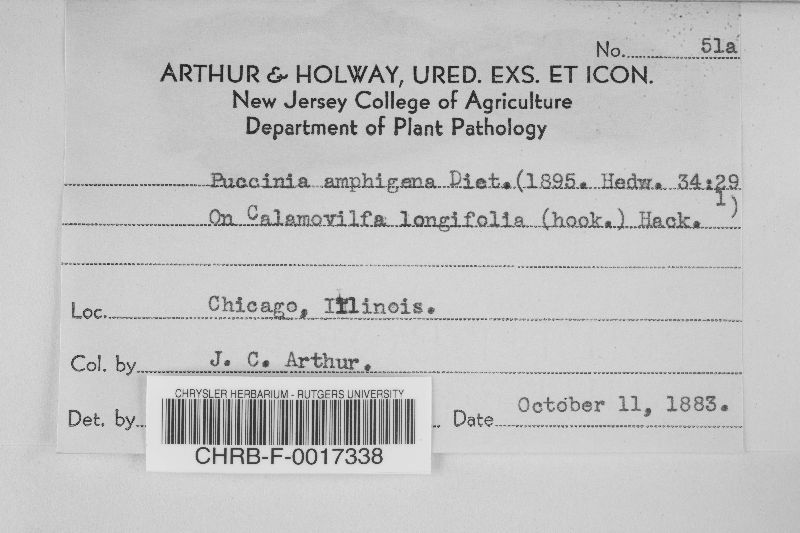 No. 51a
ARTHUR & HOLWAY, URED. EXS. ET ICON.
New Jersey College of Agriculture
Department of Plant Pathology
Puccinia amphigena Diet.(1895. Hedw. 34:29
1)
On Calamovilfa longifolia (hook.) Hack.
Loc. Chicago, Illinois.
Col. by J. C. Arthur.
Det. by
Date October 11, 1883.
CHRYSLER HERBARIUM - RUTGERS UNIVERSITY
CHRB-F-0017338